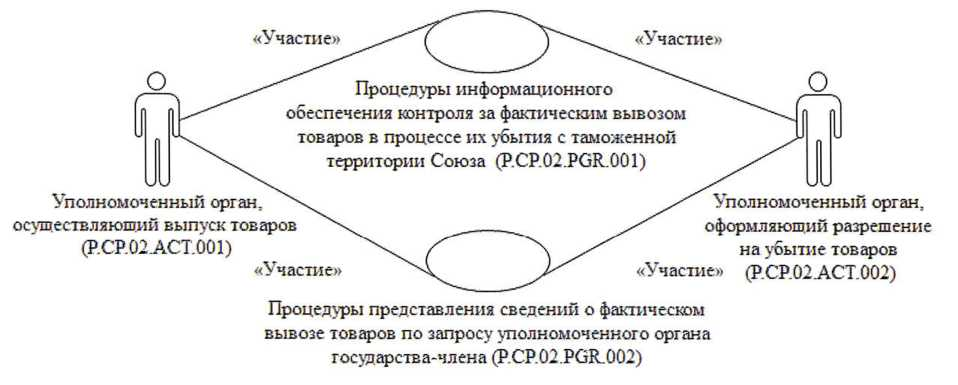 «Участие»
«Участие»
Процедуры информационного
обеспечения контроля за фактическим вывозом
товаров в процессе их убытия с таможенной
территории Союза (P.CP.02.PGR.001)
Уполномоченный орган,
осуществляющий выпуск товаров
(P.CP.02.ACT.001)
Уполномоченный орган,
оформляющий разрешение
на убытие товаров
(P.CP.02.ACT.002)
«Участие»
«Участие»
Процедуры представления сведений о фактическом
вывозе товаров по запросу уполномоченного органа
государства-члена (P.CP.02.PGR.002)